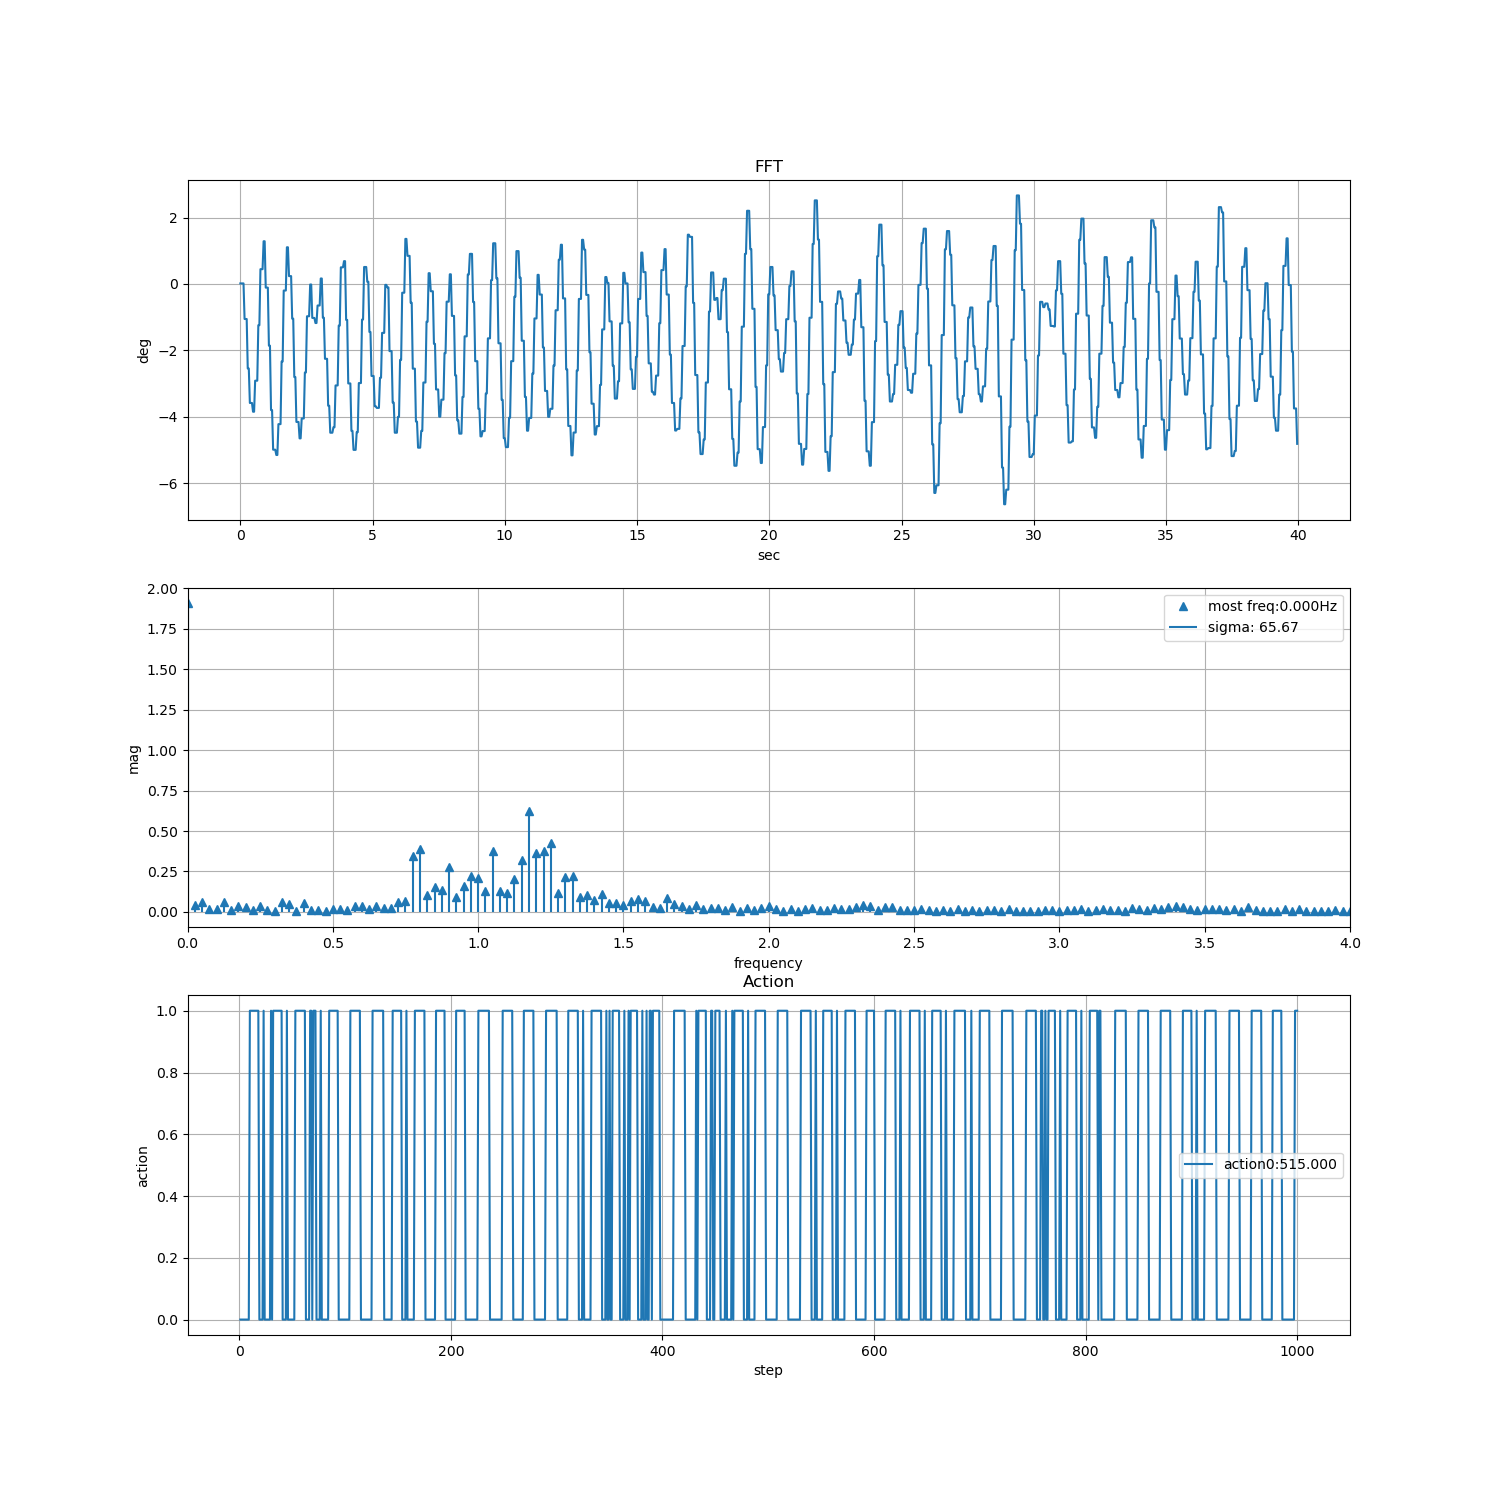 FFT
2
0
−2
−4
−6
deg
0 5 10 15 20 25 30 35 40
sec
2.00
1.75
1.50
1.25
1.00
0.75
0.50
0.25
0.00
mag
most freq:0.000Hz
sigma: 65.67
0.0 0.5 1.0 1.5 2.0 2.5 3.0 3.5 4.0
frequency
Action
1.0
0.8
0.6
0.4
0.2
0.0
action
action0:515.000
0 200 400 600 800 1000
step